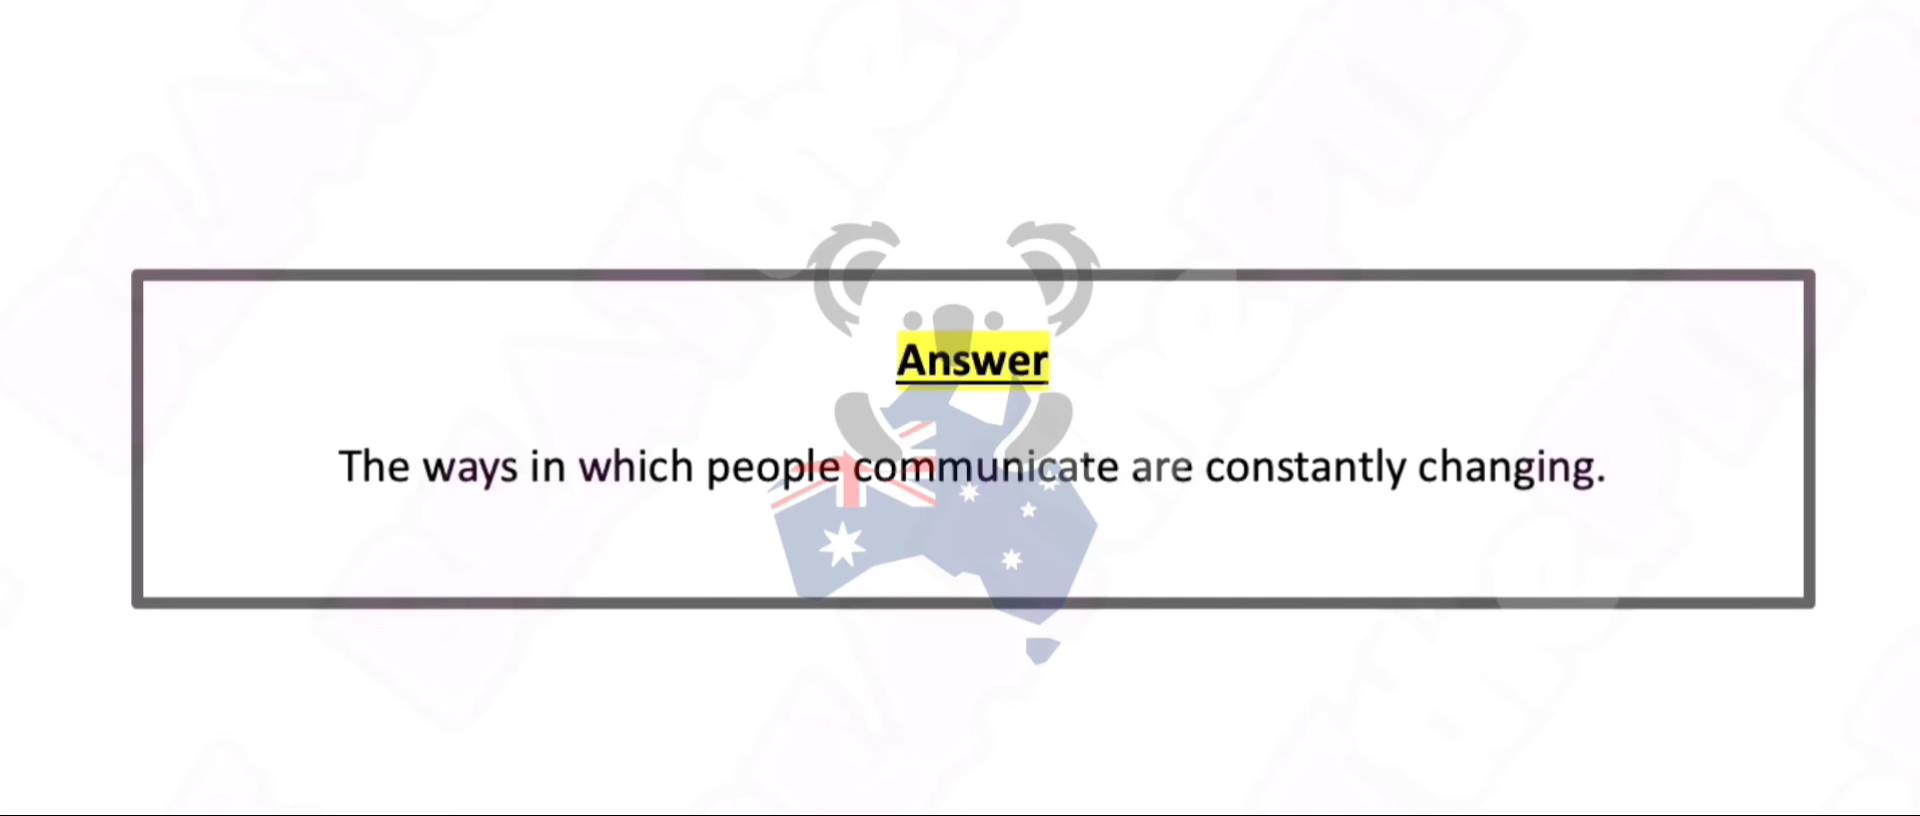 Answer
The ways in which people communicate are constantly changing.